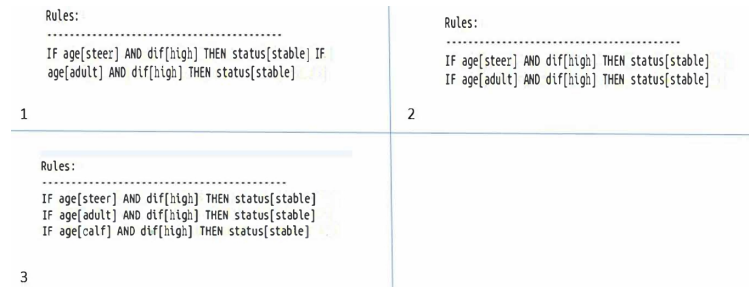 Rules:
----------------------------------------
IF age[steer] AND dif[high] THEN status[stable] IF
age[adult] AND dif[high] THEN status[stable]
1
Rules:
----------------------------------------
IF age[steer] AND dif[high] THEN status[stable]
IF age[adult] AND dif[high] THEN status[stable]
2
Rules:
------------------------------------------
IF age[steer] AND dif[high] THEN status[stable]
IF age[adult] AND dif[high] THEN status[stable]
IF age[calf] AND dif[high] THEN status[stable]
3